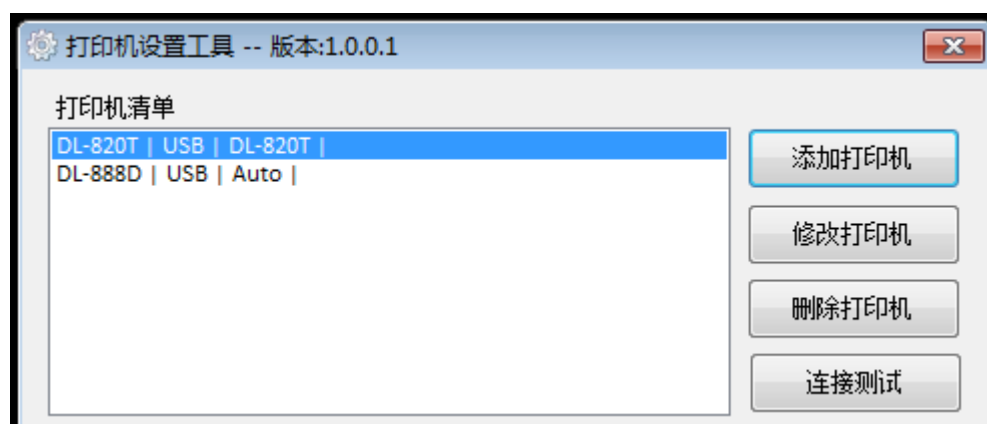 打印机设置工具 -- 版本:1.0.0.1
打印机清单
DL-820T | USB | DL-820T |
DL-888D | USB | Auto |
添加打印机
修改打印机
删除打印机
连接测试